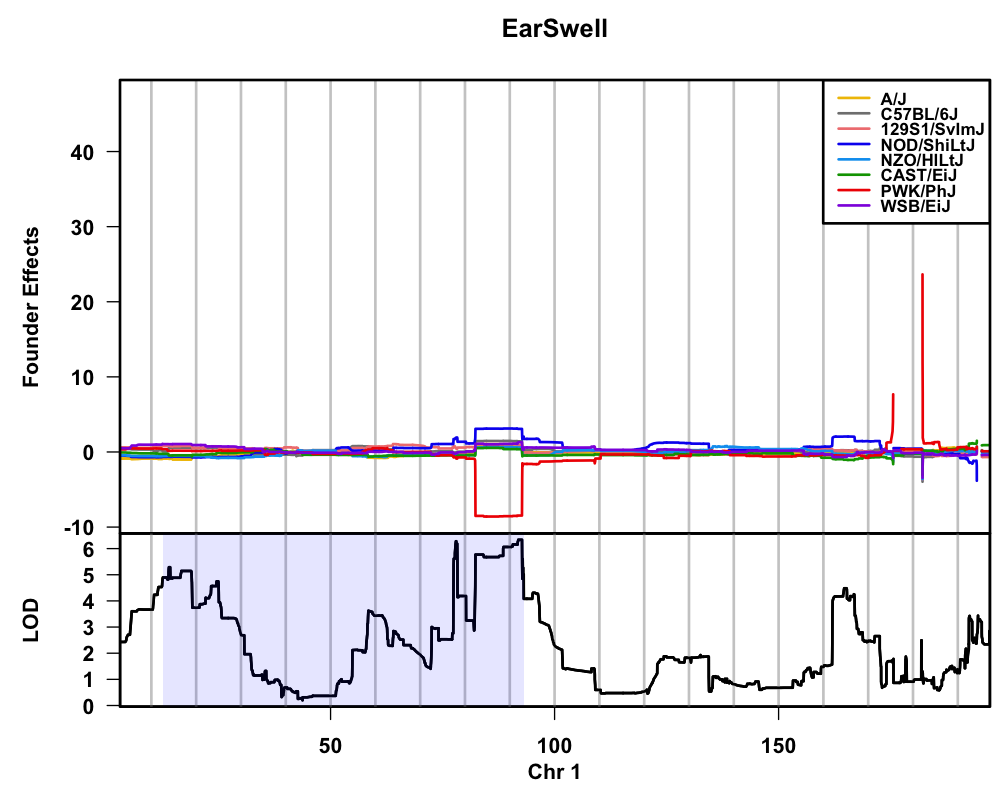 EarSwell
A/J
C57BL/6J
129S1/SvImJ
NOD/ShiLtJ
NZO/HlLtJ
CAST/EiJ
PWK/PhJ
WSB/EiJ
Founder Effects
40
30
20
10
0
-10
LOD
6
5
4
3
2
1
0
50 100 150
Chr 1